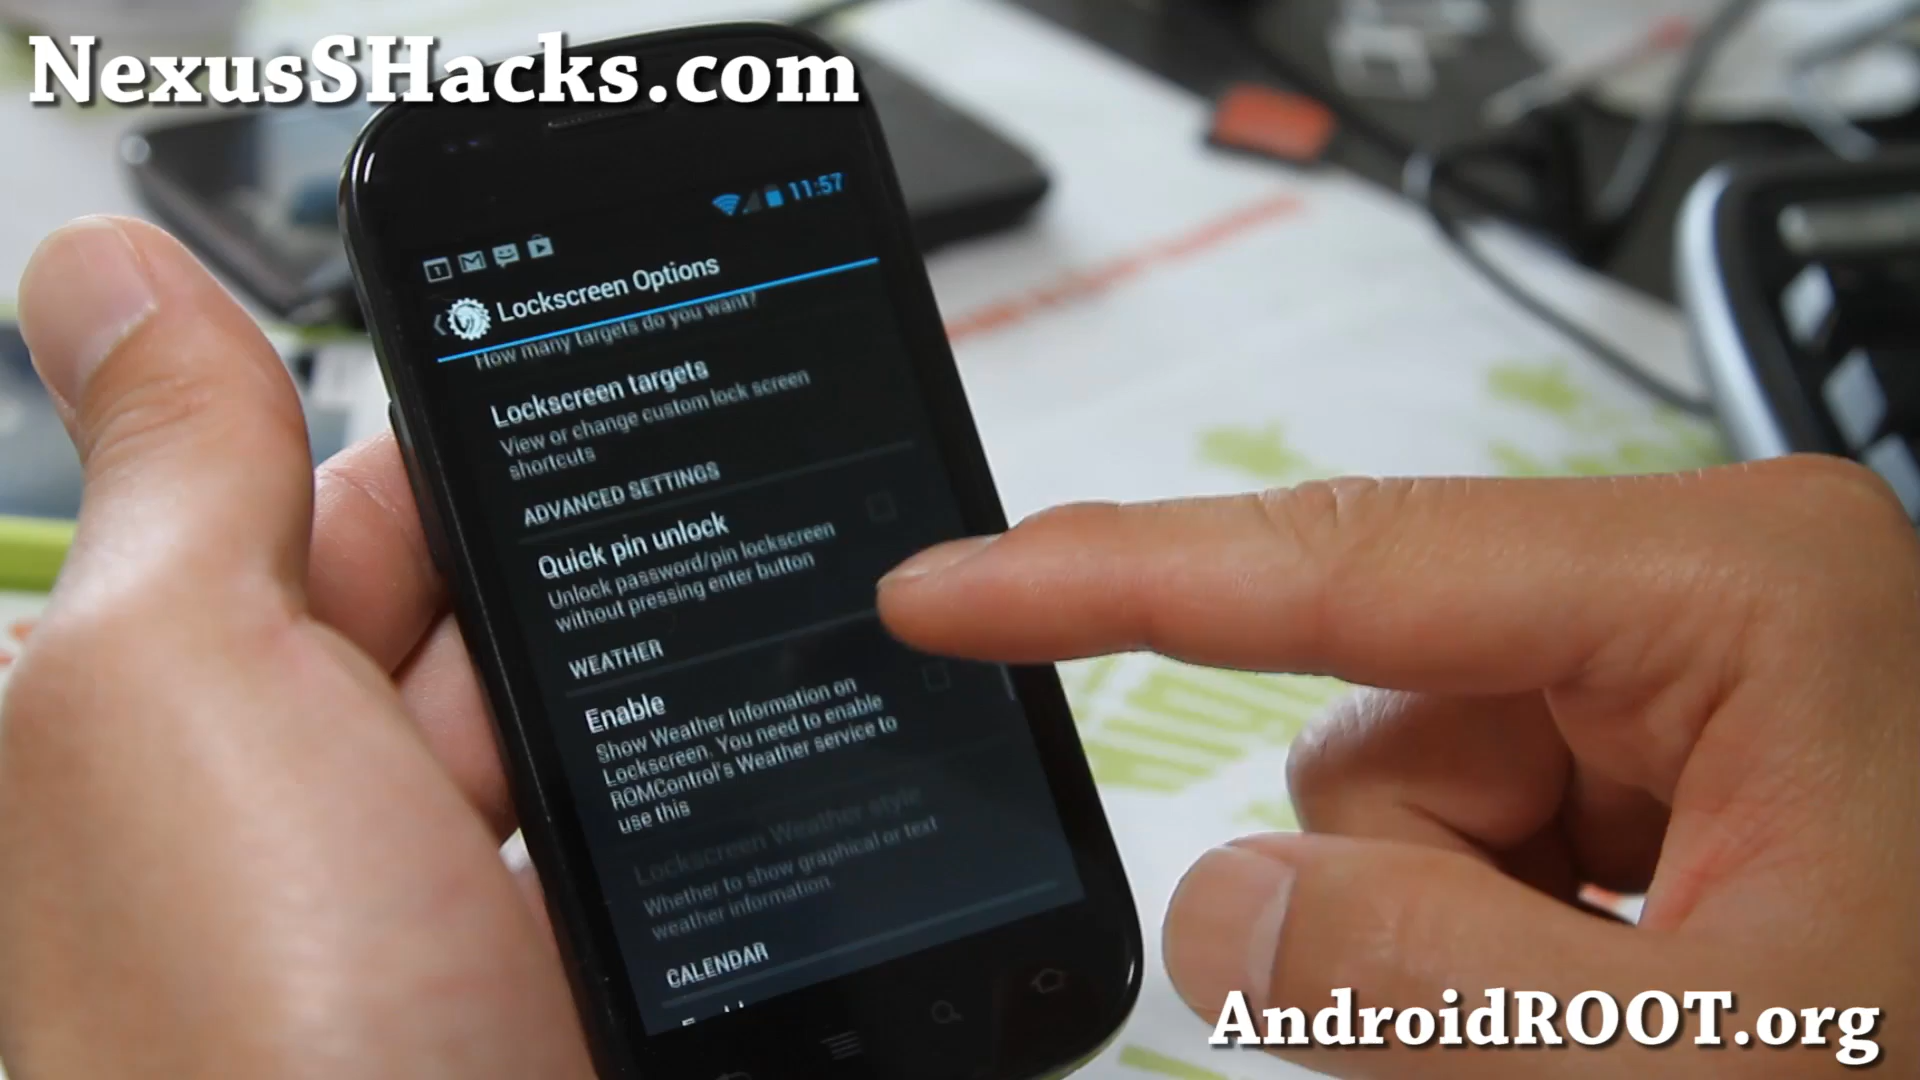 NexusSHacks.com
11:57
1
Lockscreen Options
How many targets do you want?
Lockscreen targets
View or change custom lock screen
shortcuts
ADVANCED SETTINGS
Quick pin unlock
Unlock password/pin lockscreen
without pressing enter button
WEATHER
Enable
Show Weather Information on
Lockscreen. You need to enable
ROMControl's Weather service to
use this
Lockscreen Weather style
Whether to show graphical or text
weather information.
CALENDAR
AndroidROOT.org